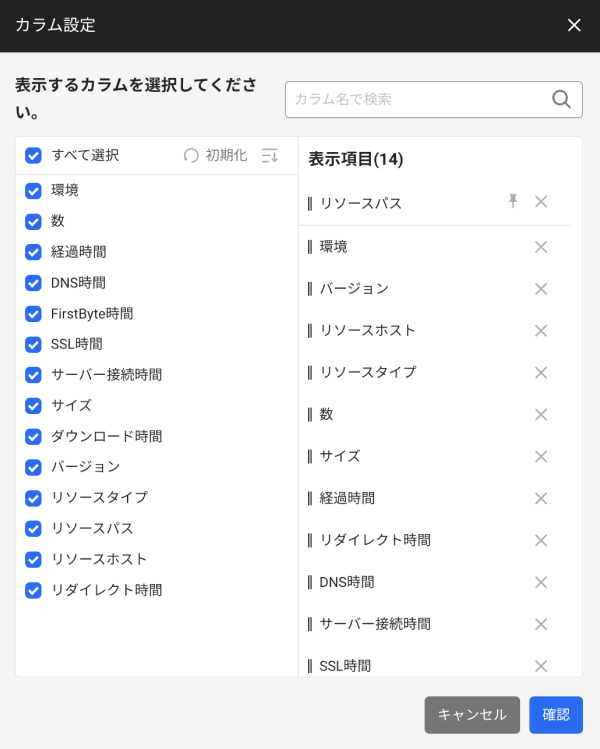 カラム設定
表示するカラムを選択してくださ
い。
カラム名で検索
すべて選択
初期化
環境
数
経過時間
DNS時間
FirstByte時間
SSL時間
サーバー接続時間
サイズ
ダウンロード時間
バージョン
リソースタイプ
リソースパス
リソースホスト
リダイレクト時間
表示項目(14)
リソースパス
環境
バージョン
リソースホスト
リソースタイプ
数
サイズ
経過時間
リダイレクト時間
DNS時間
サーバー接続時間
SSL時間
キャンセル
確認